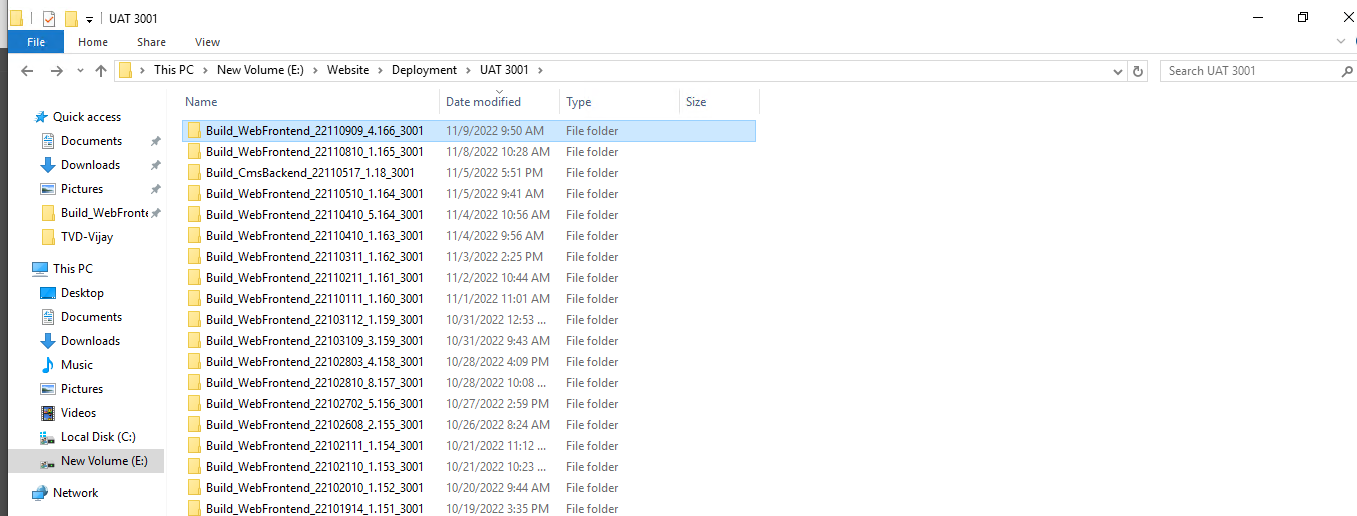 UAT 3001
File Home Share View
This PC New Volume (E:) Website Deployment UAT 3001 Search UAT 3001
Name Date modified Type Size
Quick access
Documents
Downloads
Pictures
Build_WebFronte
TVD-Vijay
This PC
Desktop
Documents
Downloads
Music
Pictures
Videos
Local Disk (C:)
New Volume (E:)
Network
Build_WebFrontend_22110909_4.166_3001 11/9/2022 9:50 AM File folder
Build_WebFrontend_22110810_1.165_3001 11/8/2022 10:28 AM File folder
Build_CmsBackend_22110517_1.18_3001 11/5/2022 5:51 PM File folder
Build_WebFrontend_22110510_1.164_3001 11/5/2022 9:41 AM File folder
Build_WebFrontend_22110410_5.164_3001 11/4/2022 10:56 AM File folder
Build_WebFrontend_22110410_1.163_3001 11/4/2022 9:56 AM File folder
Build_WebFrontend_22110311_1.162_3001 11/3/2022 2:25 PM File folder
Build_WebFrontend_22110211_1.161_3001 11/2/2022 10:44 AM File folder
Build_WebFrontend_22110111_1.160_3001 11/1/2022 11:01 AM File folder
Build_WebFrontend_22103112_1.159_3001 10/31/2022 12:53 ... File folder
Build_WebFrontend_22103109_3.159_3001 10/31/2022 9:43 AM File folder
Build_WebFrontend_22102803_4.158_3001 10/28/2022 4:09 PM File folder
Build_WebFrontend_22102810_8.157_3001 10/28/2022 10:08 ... File folder
Build_WebFrontend_22102702_5.156_3001 10/27/2022 2:59 PM File folder
Build_WebFrontend_22102608_2.155_3001 10/26/2022 8:24 AM File folder
Build_WebFrontend_22102111_1.154_3001 10/21/2022 11:12 ... File folder
Build_WebFrontend_22102110_1.153_3001 10/21/2022 10:23 ... File folder
Build_WebFrontend_22102010_1.152_3001 10/20/2022 9:44 AM File folder
Build_WebFrontend_22101914_1.151_3001 10/19/2022 3:35 PM File folder